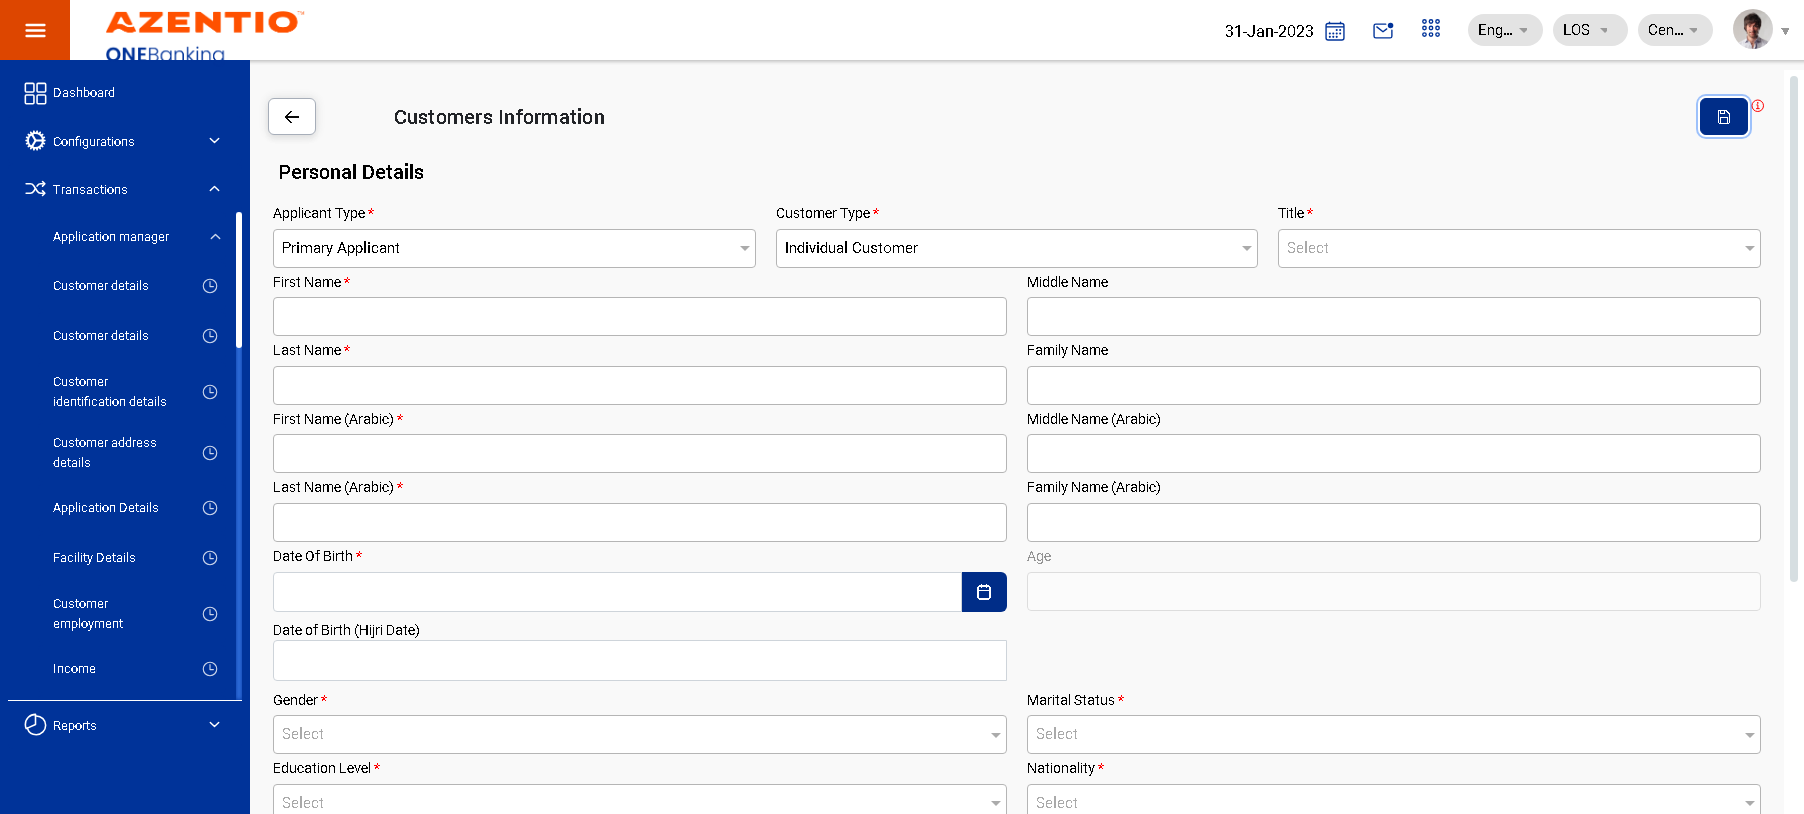 AZENTIO™
ONEBanking
31-Jan-2023
Eng...
LOS
Cen...
Dashboard
Configurations
Transactions
Application manager
Customer details
Customer details
Customer
identification details
Customer address
details
Application Details
Facility Details
Customer
employment
Income
Reports
Customers Information
Personal Details
Applicant Type *
Customer Type *
Title *
Primary Applicant
Individual Customer
Select
First Name *
Middle Name
Last Name *
Family Name
First Name (Arabic) *
Middle Name (Arabic)
Last Name (Arabic) *
Family Name (Arabic)
Date Of Birth *
Age
Date of Birth (Hijri Date)
Gender *
Marital Status *
Select
Select
Education Level *
Nationality *
Select
Select